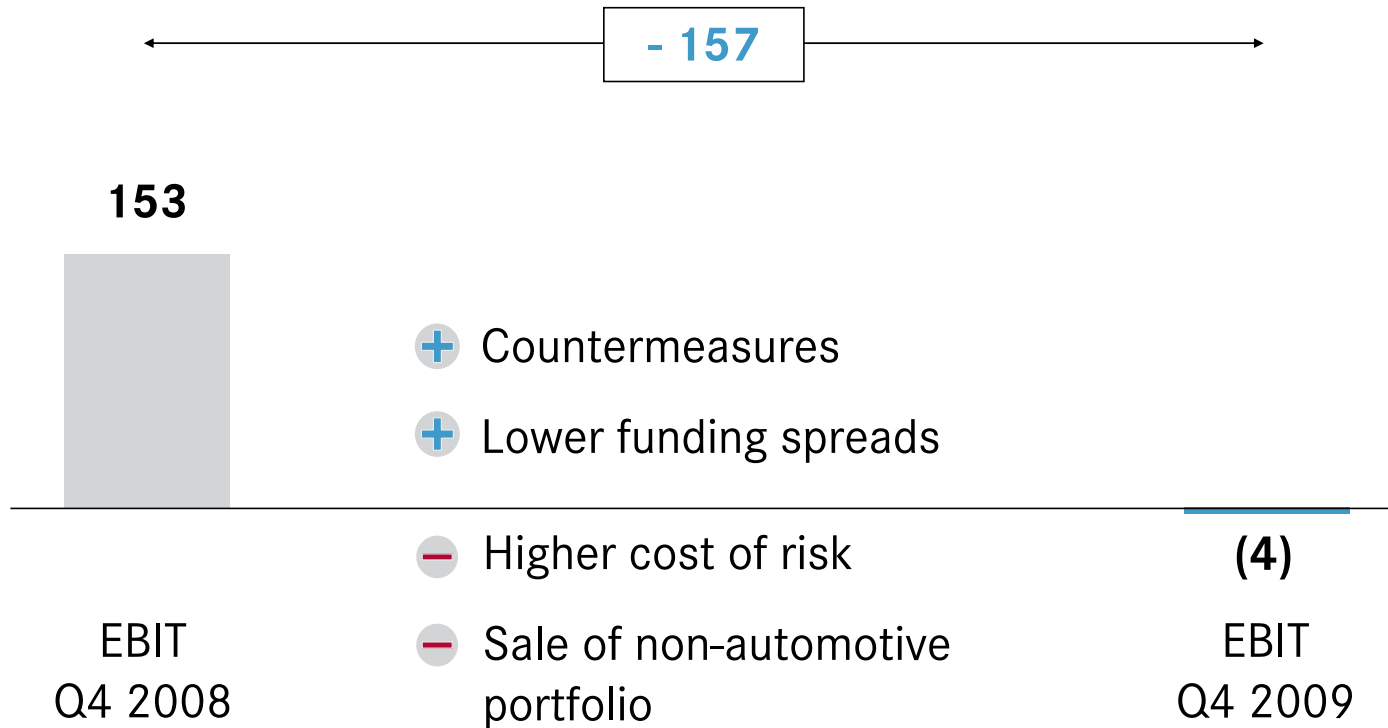 - 157
153
Countermeasures
Lower funding spreads
Higher cost of risk
Sale of non-automotive
portfolio
EBIT
Q4 2008
(4)
EBIT
Q4 2009